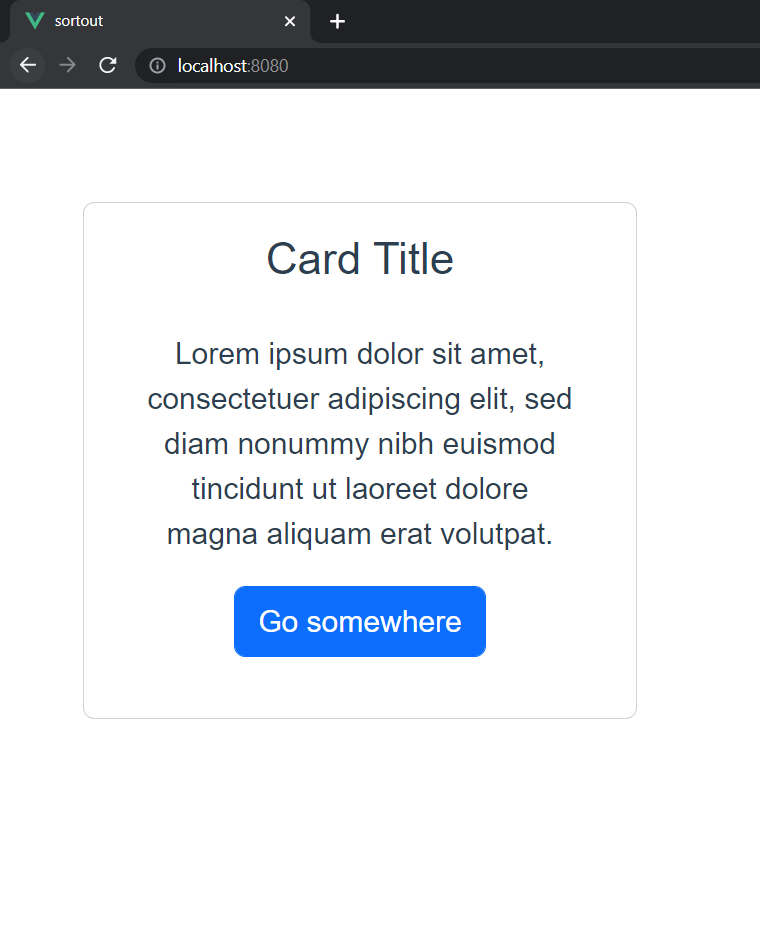 sortout
localhost:8080
Card Title
Lorem ipsum dolor sit amet,
consectetuer adipiscing elit, sed
diam nonummy nibh euismod
tincidunt ut laoreet dolore
magna aliquam erat volutpat.
Go somewhere